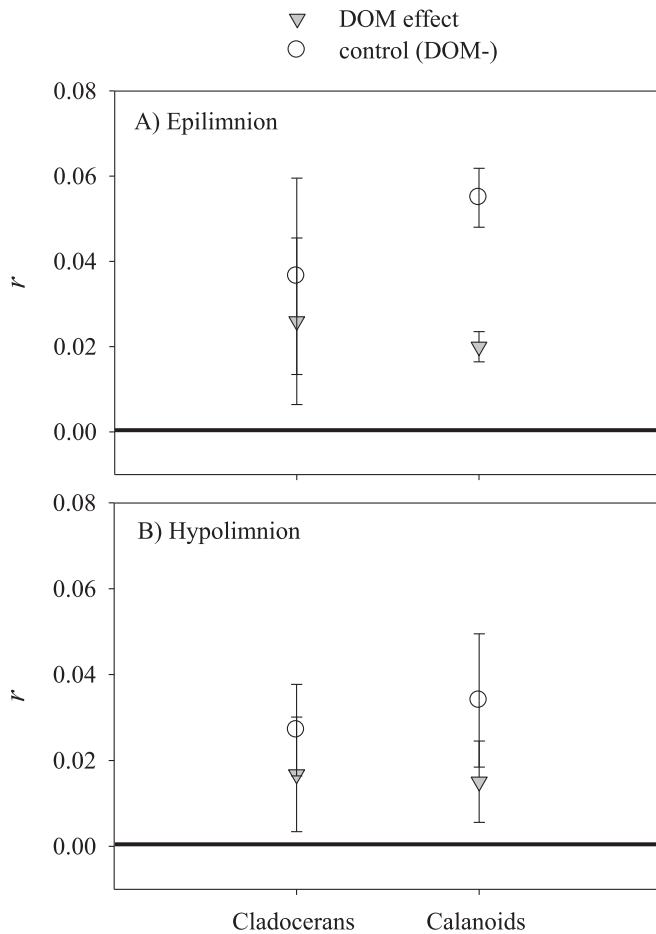 DOM effect
control (DOM-)
A) Epilimnion
0.08
0.06
0.04
0.02
0.00
r
B) Hypolimnion
0.08
0.06
0.04
0.02
0.00
r
Cladocerans Calanoids